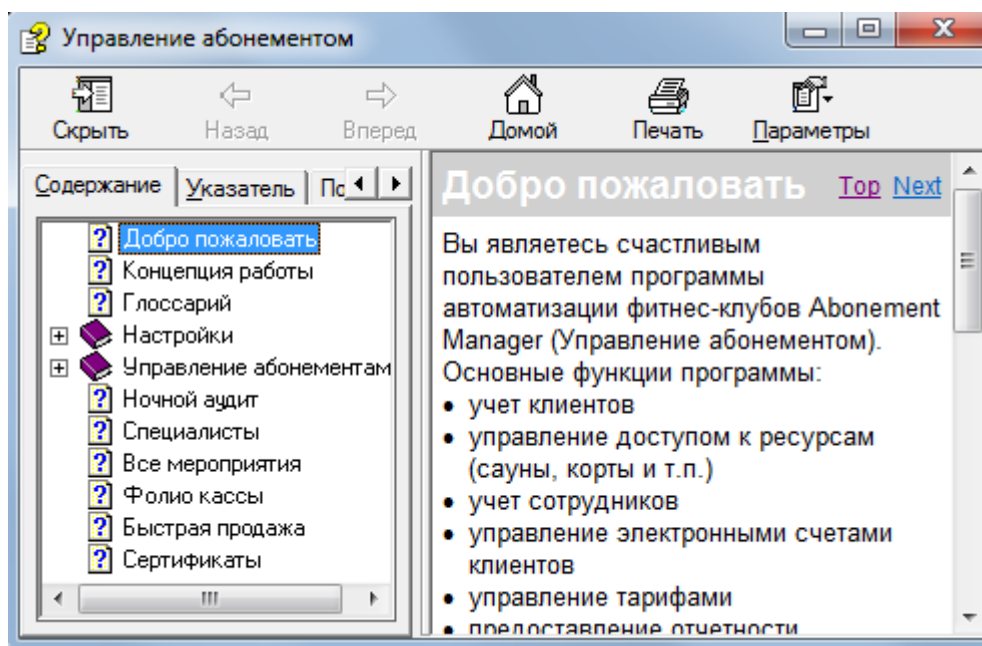 Управление абонементом
Скрыть
Назад
Вперед
Домой
Печать
Параметры
Содержание
Указатель
По
Добро пожаловать
Концепция работы
Глоссарий
Настройки
Управление абонементам
Ночной аудит
Специалисты
Все мероприятия
Фолио кассы
Быстрая продажа
Сертификаты
Добро пожаловать Top Next
Вы являетесь счастливым
пользователем программы
автоматизации фитнес-клубов Abonement
Manager (Управление абонементом).
Основные функции программы:
• учет клиентов
• управление доступом к ресурсам
(сауны, корты и т.п.)
• учет сотрудников
• управление электронными счетами
клиентов
• управление тарифами
• предоставление отчетности